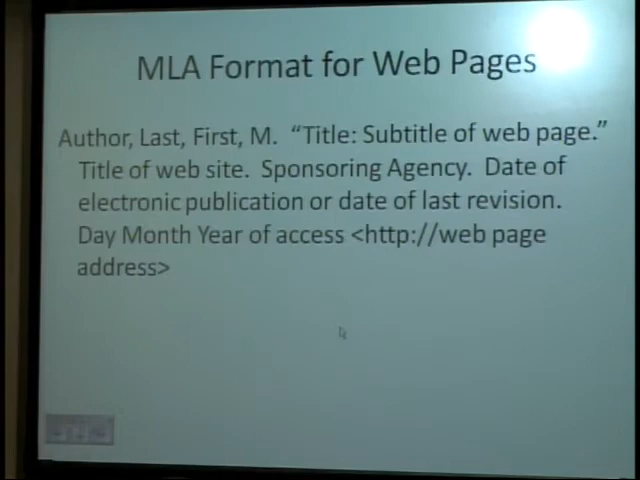 MLA Format for Web Pages
Author, Last, First, M.  “Title: Subtitle of web page.”
Title of web site.  Sponsoring Agency.  Date of
electronic publication or date of last revision.
Day Month Year of access <http://web page
address>